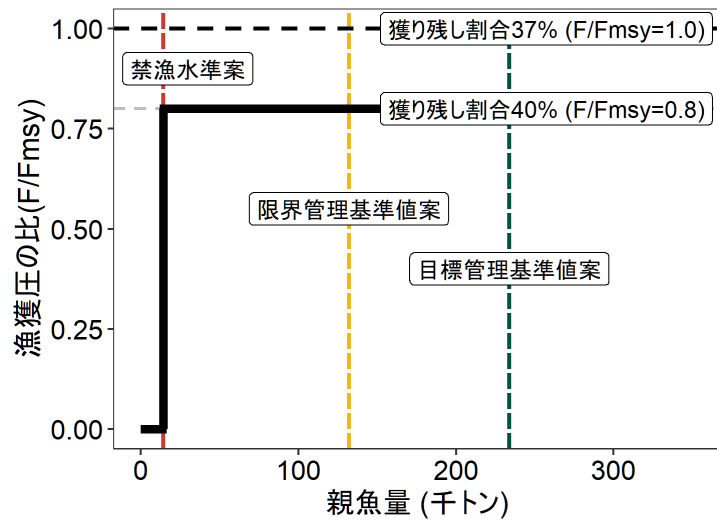 1.00
獲り残し割合37% (F/Fmsy=1.0)
禁漁水準案
獲り残し割合40% (F/Fmsy=0.8)
0.75
限界管理基準値案
0.50
目標管理基準値案
0.25
0.00
漁獲圧の比(F/Fmsy)
0
100
200
300
親魚量 (千トン)